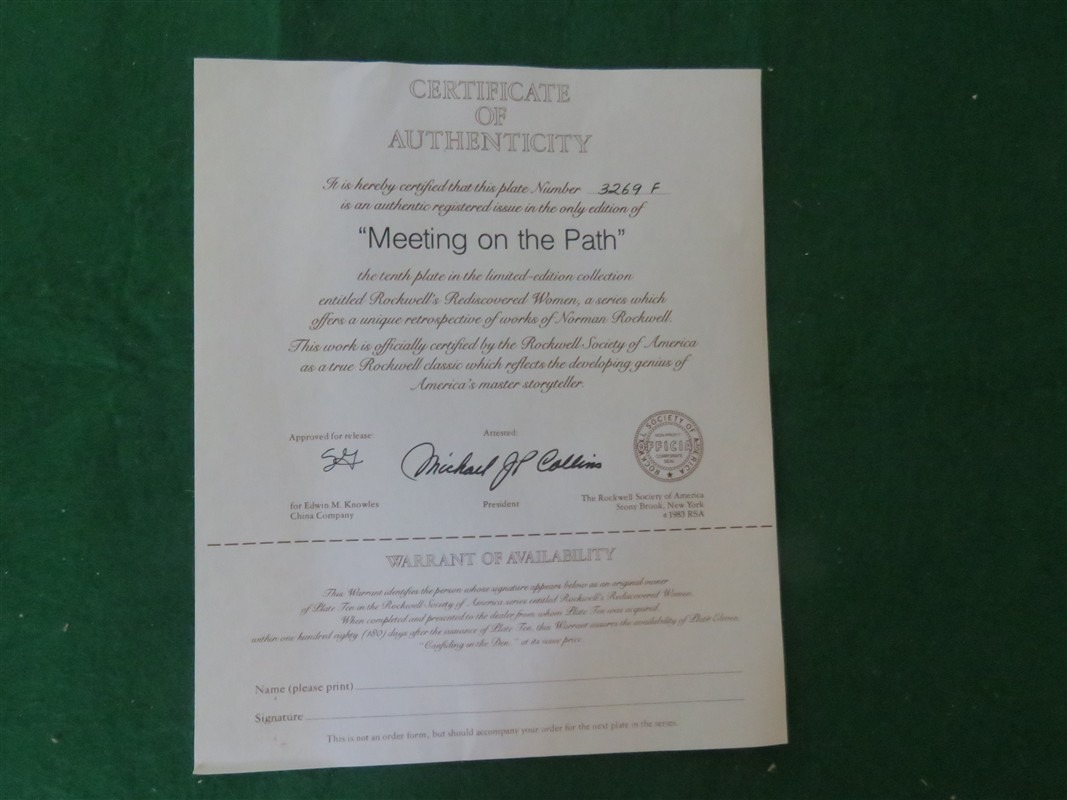 CERTIFICATE
OF
AUTHENTICITY
It is hereby certified that this plate Number 3269 F
is an authentic registered issue in the only edition of
“Meeting on the Path”
the tenth plate in the limited-edition collection
entitled Rockwell's Rediscovered Women, a series which
offers a unique retrospective of works of Norman Rockwell.
This work is officially certified by the Rockwell Society of America
as a true Rockwell classic which reflects the developing genius of
America's master storyteller.
Approved for release:
Attested:
Michael J P Collins
ROCKWELL SOCIETY OF AMERICA
for Edwin M. Knowles
China Company
President
The Rockwell Society of America
Stony Brook, New York
©1983 RSA
WARRANT OF AVAILABILITY
This Warrant identifies the person whose signature appears below as an original owner
of Plate Ten in the Rockwell Society of America series entitled Rockwell's Rediscovered Women.
When completed and presented to the dealer from whom Plate Ten was acquired,
within one hundred eighty (180) days after the issuance of Plate Ten, this Warrant assures the availability of Plate Eleven,
“Confiding in the Den,” at its issue price.
Name (please print)
Signature
This is not an order form, but should accompany your order for the next plate in the series.